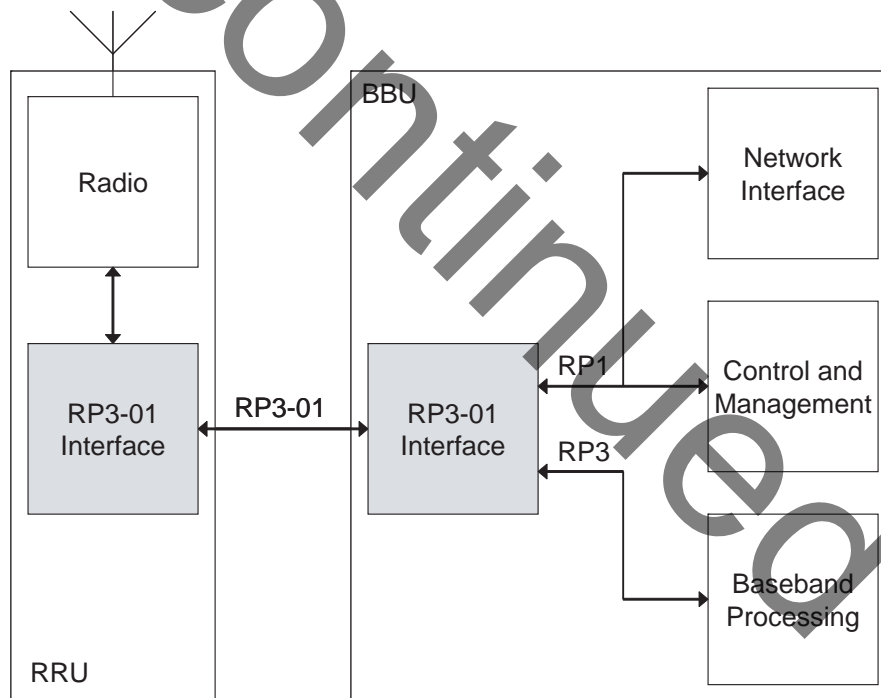 BBU
Radio
Network
Interface
RP3-01
Interface
RP3-01
RP3-01
Interface
RP1
RP3
Control and
Management
Baseband
Processing
RRU
ontinued